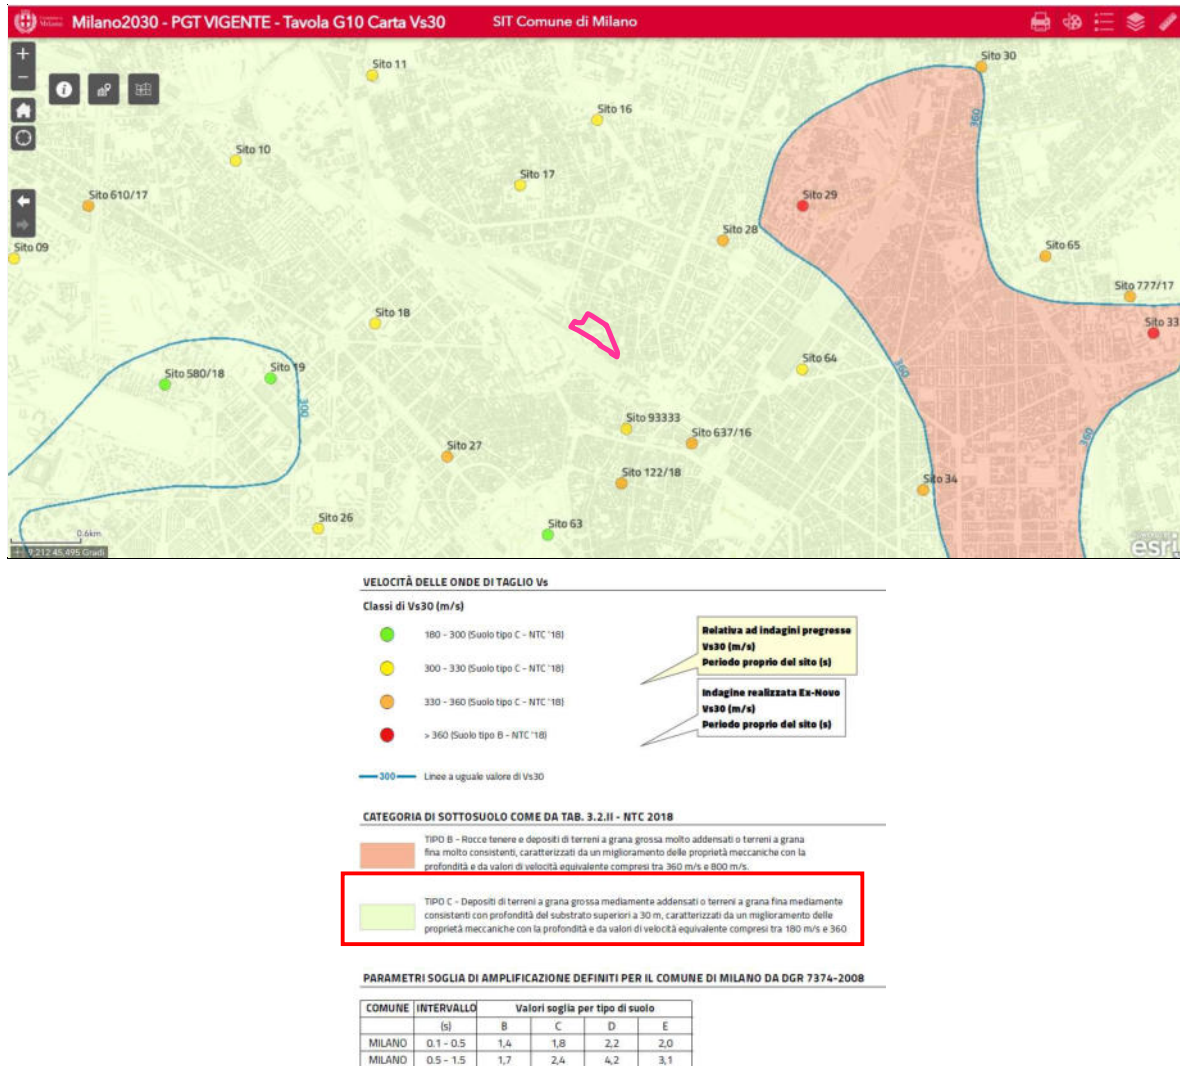 Milano2030 - PGT VIGENTE - Tavola G10 Carta Vs30 SIT Comune di Milano
Sito 30
Sito 11
360
Sito 16
Sito 10
Sito 17
Sito 610/17
Sito 29
Sito 28
Sito 09
Sito 65
Sito 777/17
Sito 18
Sito 33
Sito 64
Sito 580/18
Sito 19
360
300
Sito 93333
Sito 637/16
360
Sito 27
Sito 122/18
Sito 34
Sito 26
Sito 63
0.6km
9,212 45,495 Gradi
esri
VELOCITÀ DELLE ONDE DI TAGLIO Vs
Classi di Vs30 (m/s)
180 - 300 (Suolo tipo C - NTC '18)
300 - 330 (Suolo tipo C - NTC '18)
330 - 360 (Suolo tipo C - NTC '18)
> 360 (Suolo tipo B - NTC '18)
Relativa ad indagini pregresse
Vs30 (m/s)
Periodo proprio del sito (s)
Indagine realizzata Ex-Novo
Vs30 (m/s)
Periodo proprio del sito (s)
300 Linee a uguale valore di Vs30
CATEGORIA DI SOTTOSUOLO COME DA TAB. 3.2.II - NTC 2018
TIPO B - Rocce tenere e depositi di terreni a grana grossa molto addensati o terreni a grana
fina molto consistenti, caratterizzati da un miglioramento delle proprietà meccaniche con la
profondità e da valori di velocità equivalente compresi tra 360 m/s e 800 m/s.
TIPO C - Depositi di terreni a grana grossa mediamente addensati o terreni a grana fina mediamente
consistenti con profondità del substrato superiori a 30 m, caratterizzati da un miglioramento delle
proprietà meccaniche con la profondità e da valori di velocità equivalente compresi tra 180 m/s e 360
PARAMETRI SOGLIA DI AMPLIFICAZIONE DEFINITI PER IL COMUNE DI MILANO DA DGR 7374-2008
COMUNE INTERVALLO Valori soglia per tipo di suolo
(s) B C D E
MILANO 0.1 - 0.5 1,4 1,8 2,2 2,0
MILANO 0.5 - 1.5 1,7 2,4 4,2 3,1